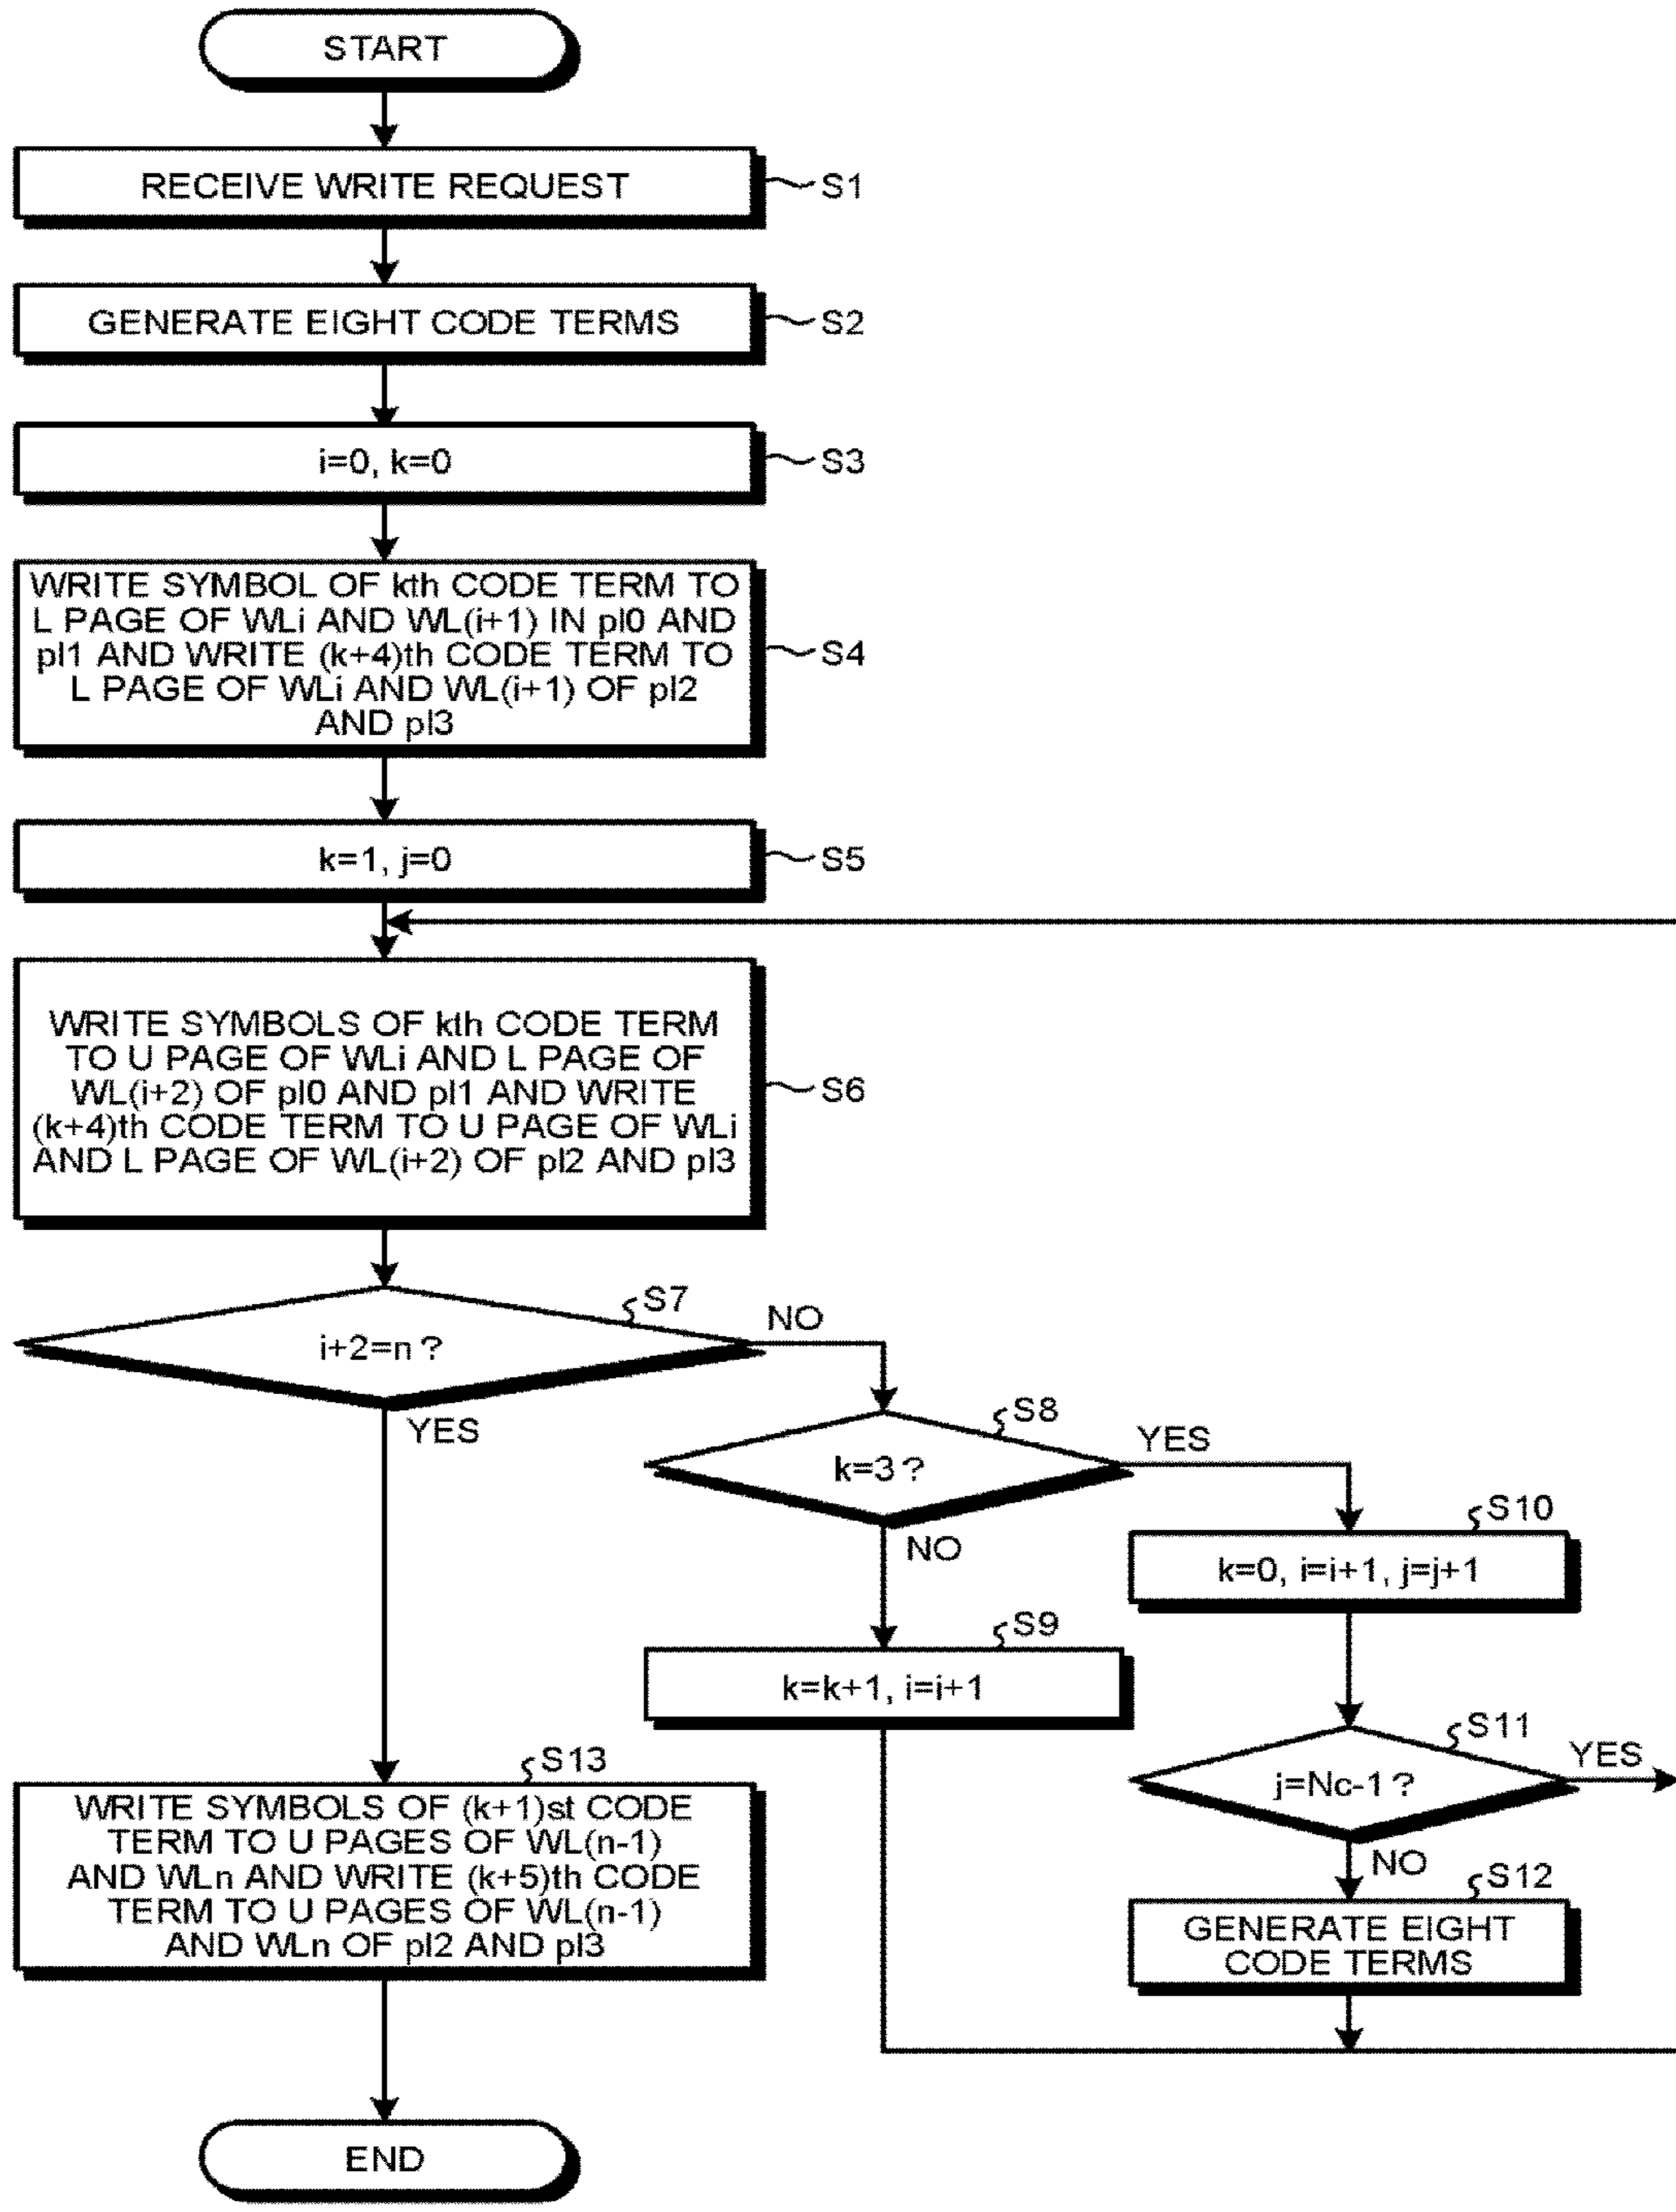 START
RECEIVE WRITE REQUEST
S1
GENERATE EIGHT CODE TERMS
S2
i=0, k=0
S3
WRITE SYMBOL OF kth CODE TERM TO
L PAGE OF WLi AND WL(i+1) IN pl0 AND
pl1 AND WRITE (k+4)th CODE TERM TO
L PAGE OF WLi AND WL(i+1) OF pl2
AND pl3
S4
k=1, j=0
S5
WRITE SYMBOLS OF kth CODE TERM
TO U PAGE OF WLi AND L PAGE OF
WL(i+2) OF pl0 AND pl1 AND WRITE
(k+4)th CODE TERM TO U PAGE OF WLi
AND L PAGE OF WL(i+2) OF pl2 AND pl3
S6
S7
i+2=n ?
NO
YES
S8
k=3 ?
YES
NO
S10
k=0, i=i+1, j=j+1
S9
k=k+1, i=i+1
S11
j=Nc-1 ?
YES
NO
S12
GENERATE EIGHT
CODE TERMS
S13
WRITE SYMBOLS OF (k+1)st CODE
TERM TO U PAGES OF WL(n-1)
AND WLn AND WRITE (k+5)th CODE
TERM TO U PAGES OF WL(n-1)
AND WLn OF pl2 AND pl3
END